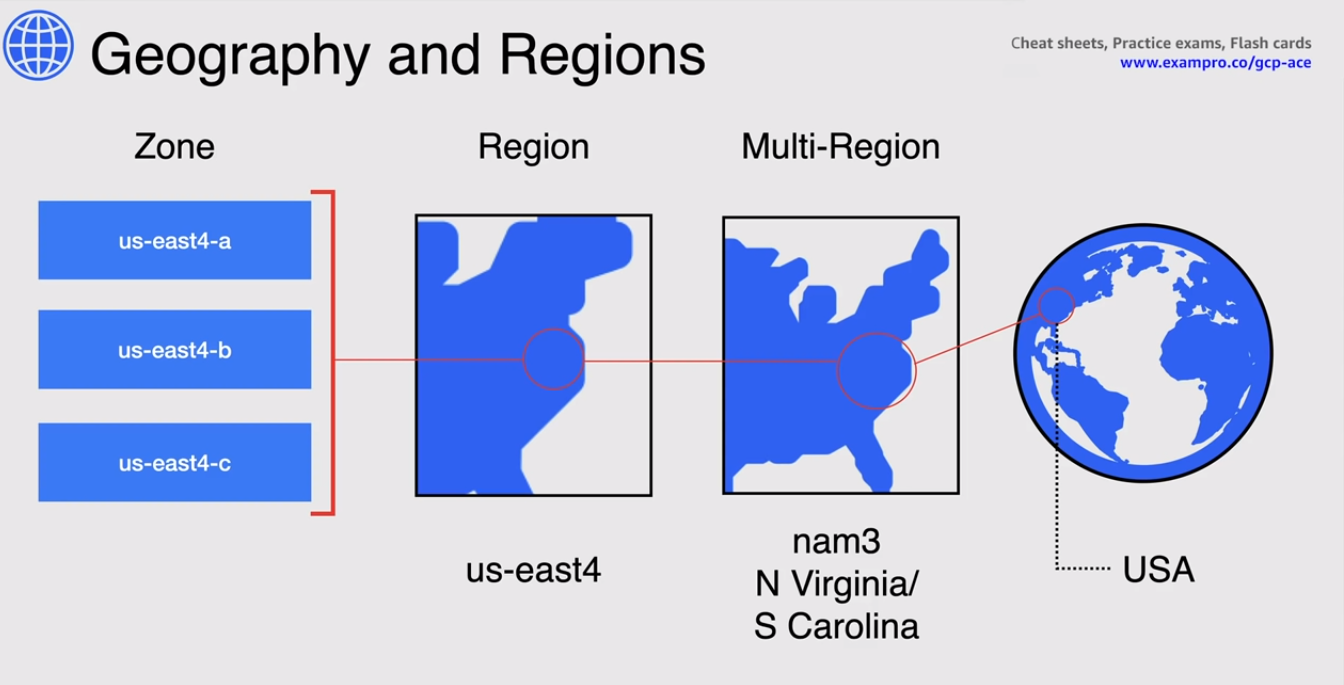 Geography and Regions
Cheat sheets, Practice exams, Flash cards
www.exampro.co/gcp-ace
Zone
Region
Multi-Region
us-east4-a
us-east4-b
us-east4-c
us-east4
nam3
N Virginia/
S Carolina
USA